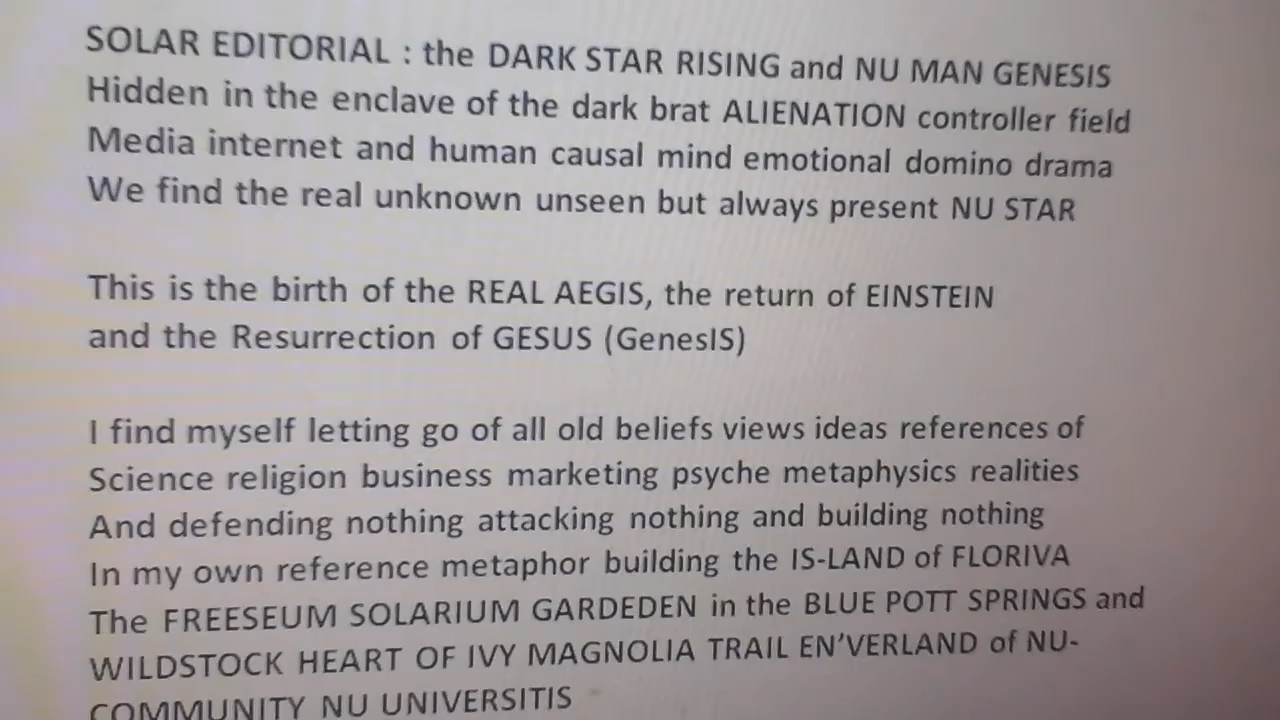 SOLAR EDITORIAL : the DARK STAR RISING and NU MAN GENESIS
Hidden in the enclave of the dark brat ALIENATION controller field
Media internet and human causal mind emotional domino drama
We find the real unknown unseen but always present NU STAR
This is the birth of the REAL AEGIS, the return of EINSTEIN
and the Resurrection of GESUS (GenesIS)
I find myself letting go of all old beliefs views ideas references of
Science religion business marketing psyche metaphysics realities
And defending nothing attacking nothing and building nothing
In my own reference metaphor building the IS-LAND of FLORIVA
The FREESEUM SOLARIUM GARDEDEN in the BLUE POTT SPRINGS and
WILDSTOCK HEART OF IVY MAGNOLIA TRAIL EN'VERLAND of NU-
COMMUNITY NU UNIVERSITIS